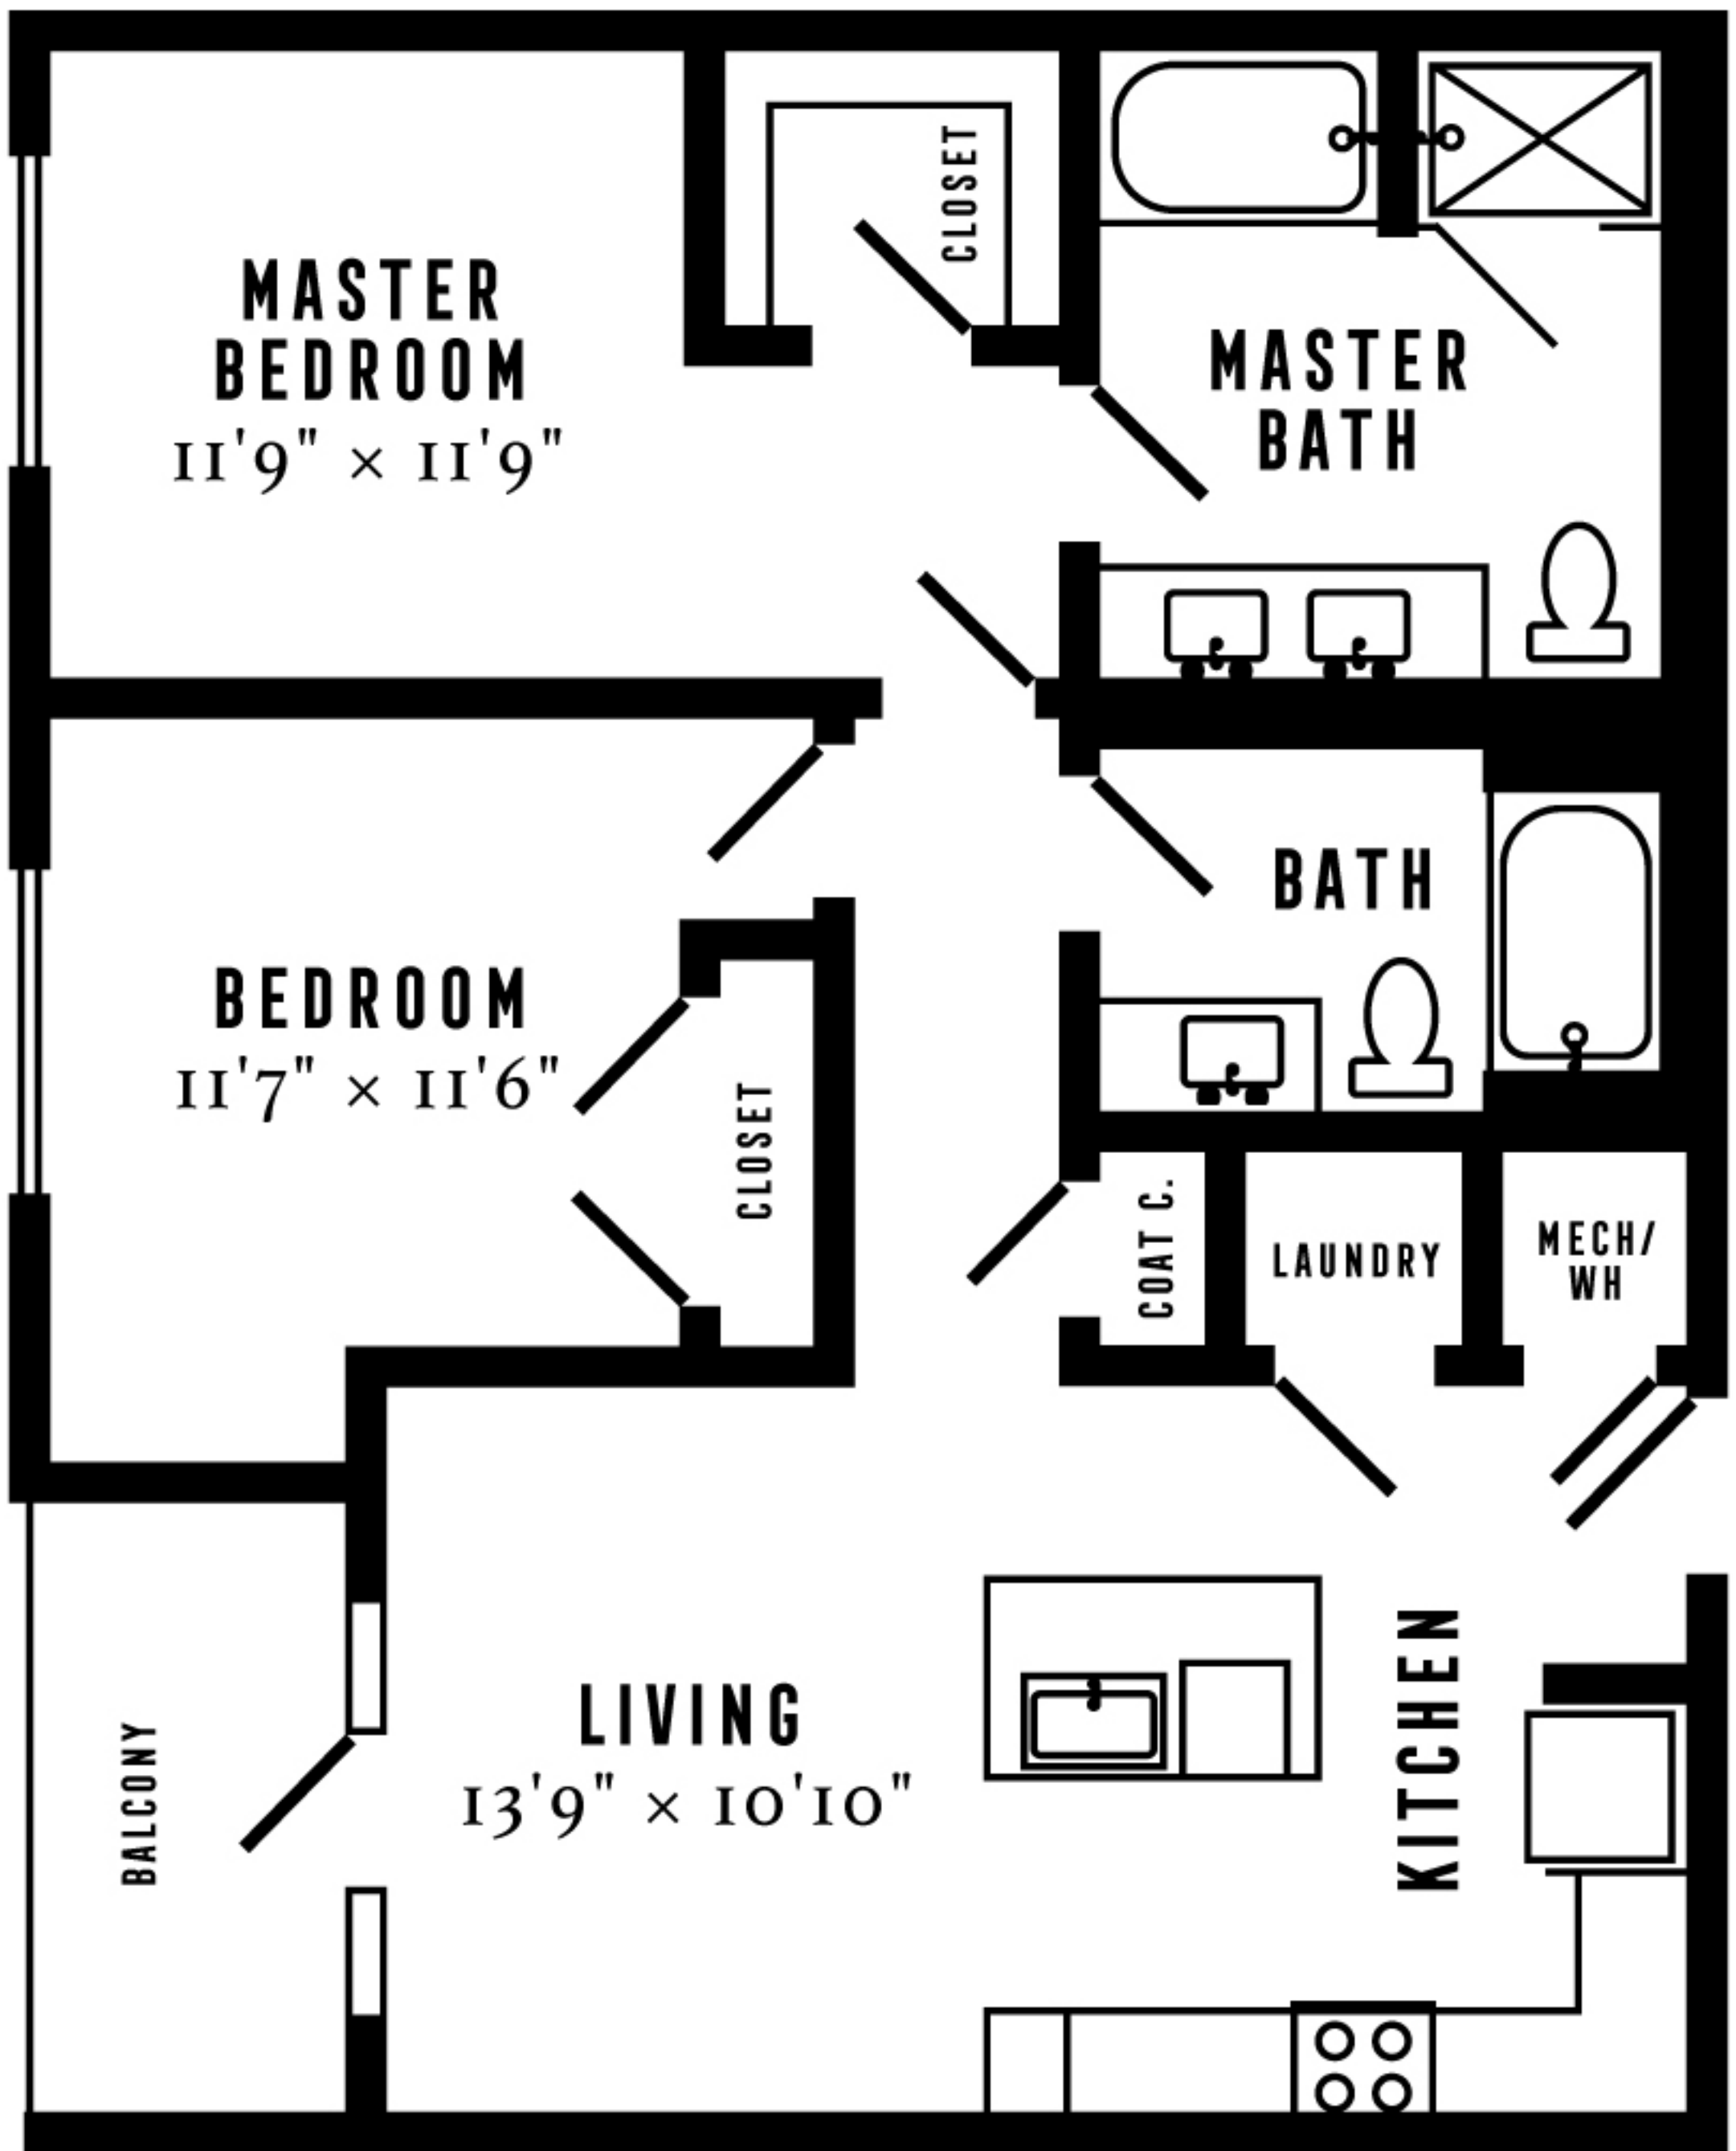 CLOSET
MASTER
BEDROOM
11'9" × 11'9"
MASTER
BATH
BATH
BEDROOM
11'7" × 11'6"
CLOSET
COAT C.
LAUNDRY
MECH/
WH
LIVING
13'9" × 10'10"
KITCHEN
BALCONY